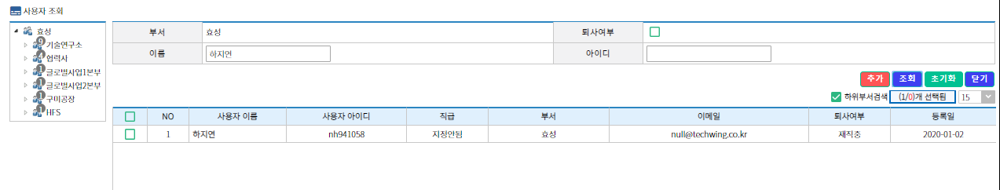 사용자 조회
효성
9
기술연구소
4
협력사
1
글로벌사업1본부
1
글로벌사업2본부
1
구미공장
1
HFS
부서 효성 퇴사여부
이름 하지연 아이디
추가 조회 초기화 닫기
하위부서검색 (1/0)개 선택됨 15
NO 사용자 이름 사용자 아이디 직급 부서 이메일 퇴사여부 등록일
1 하지연 nh941058 지정안됨 효성 null@techwing.co.kr 재직중 2020-01-02